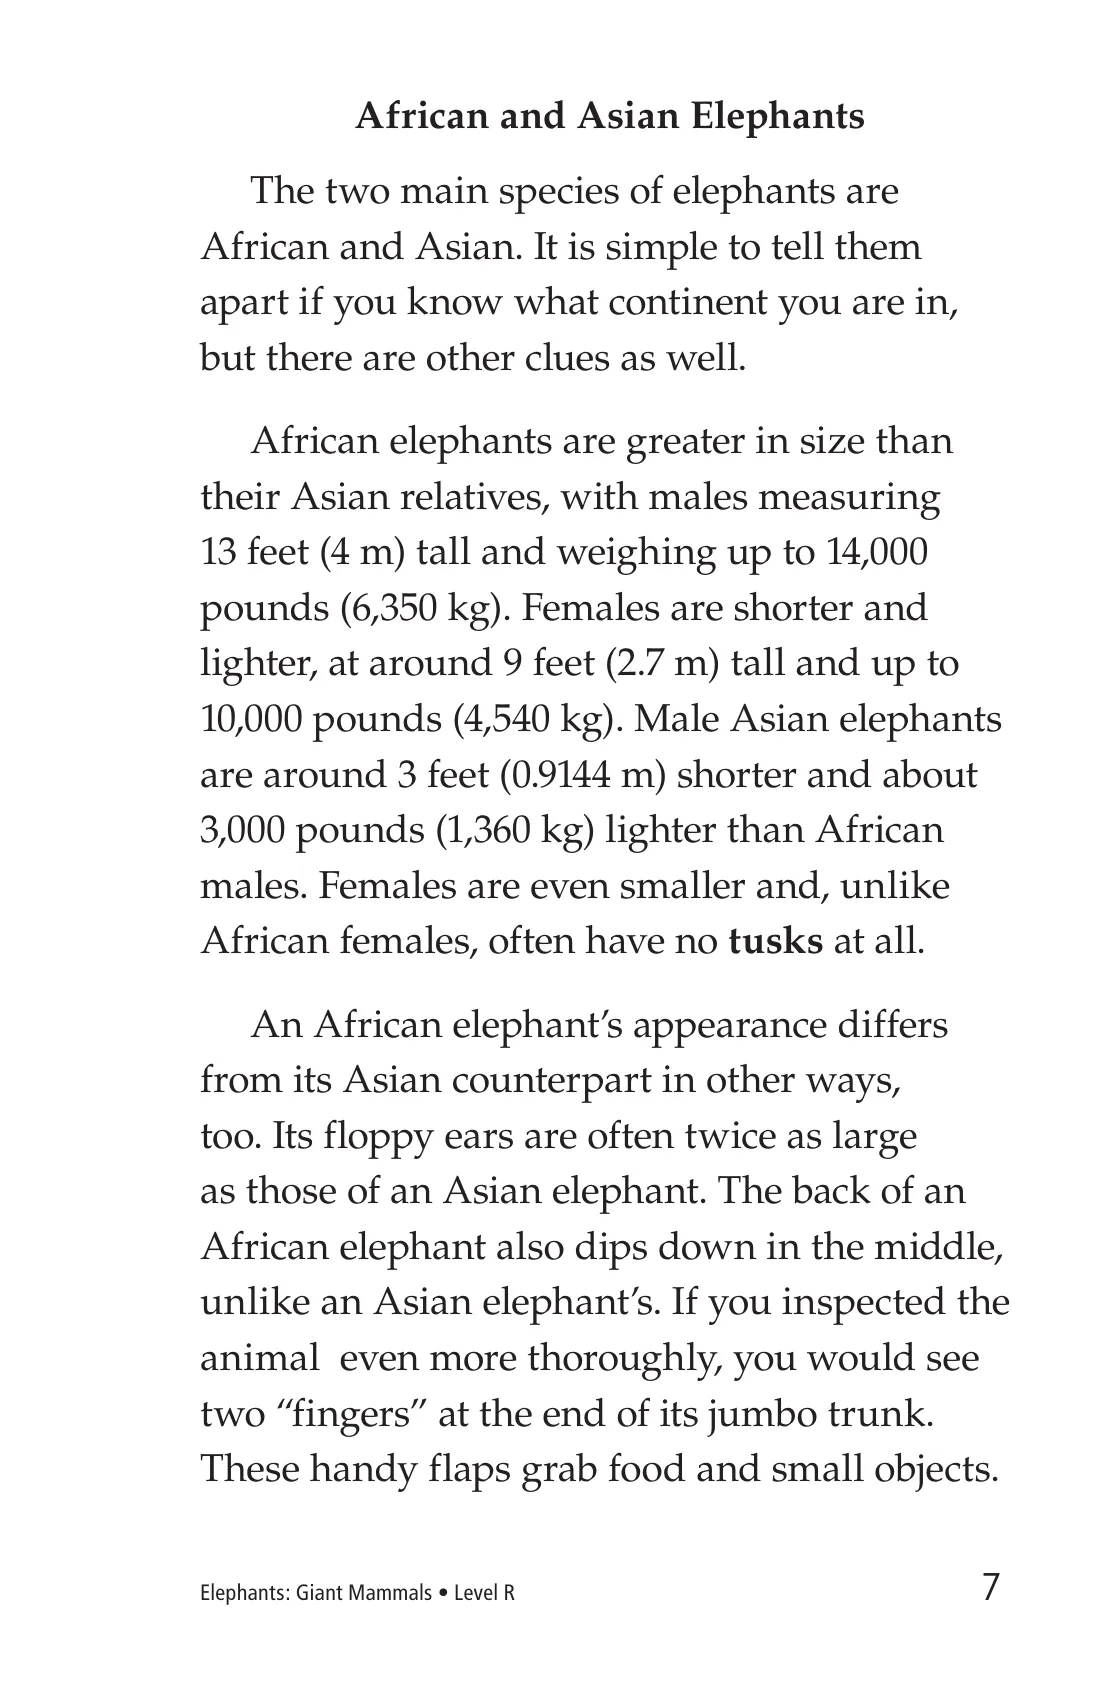 African and Asian Elephants
The two main species of elephants are
African and Asian. It is simple to tell them
apart if you know what continent you are in,
but there are other clues as well.
African elephants are greater in size than
their Asian relatives, with males measuring
13 feet (4 m) tall and weighing up to 14,000
pounds (6,350 kg). Females are shorter and
lighter, at around 9 feet (2.7 m) tall and up to
10,000 pounds (4,540 kg). Male Asian elephants
are around 3 feet (0.9144 m) shorter and about
3,000 pounds (1,360 kg) lighter than African
males. Females are even smaller and, unlike
African females, often have no tusks at all.
An African elephant’s appearance differs
from its Asian counterpart in other ways,
too. Its floppy ears are often twice as large
as those of an Asian elephant. The back of an
African elephant also dips down in the middle,
unlike an Asian elephant’s. If you inspected the
animal  even more thoroughly, you would see
two “fingers” at the end of its jumbo trunk.
These handy flaps grab food and small objects.
Elephants: Giant Mammals • Level R 7